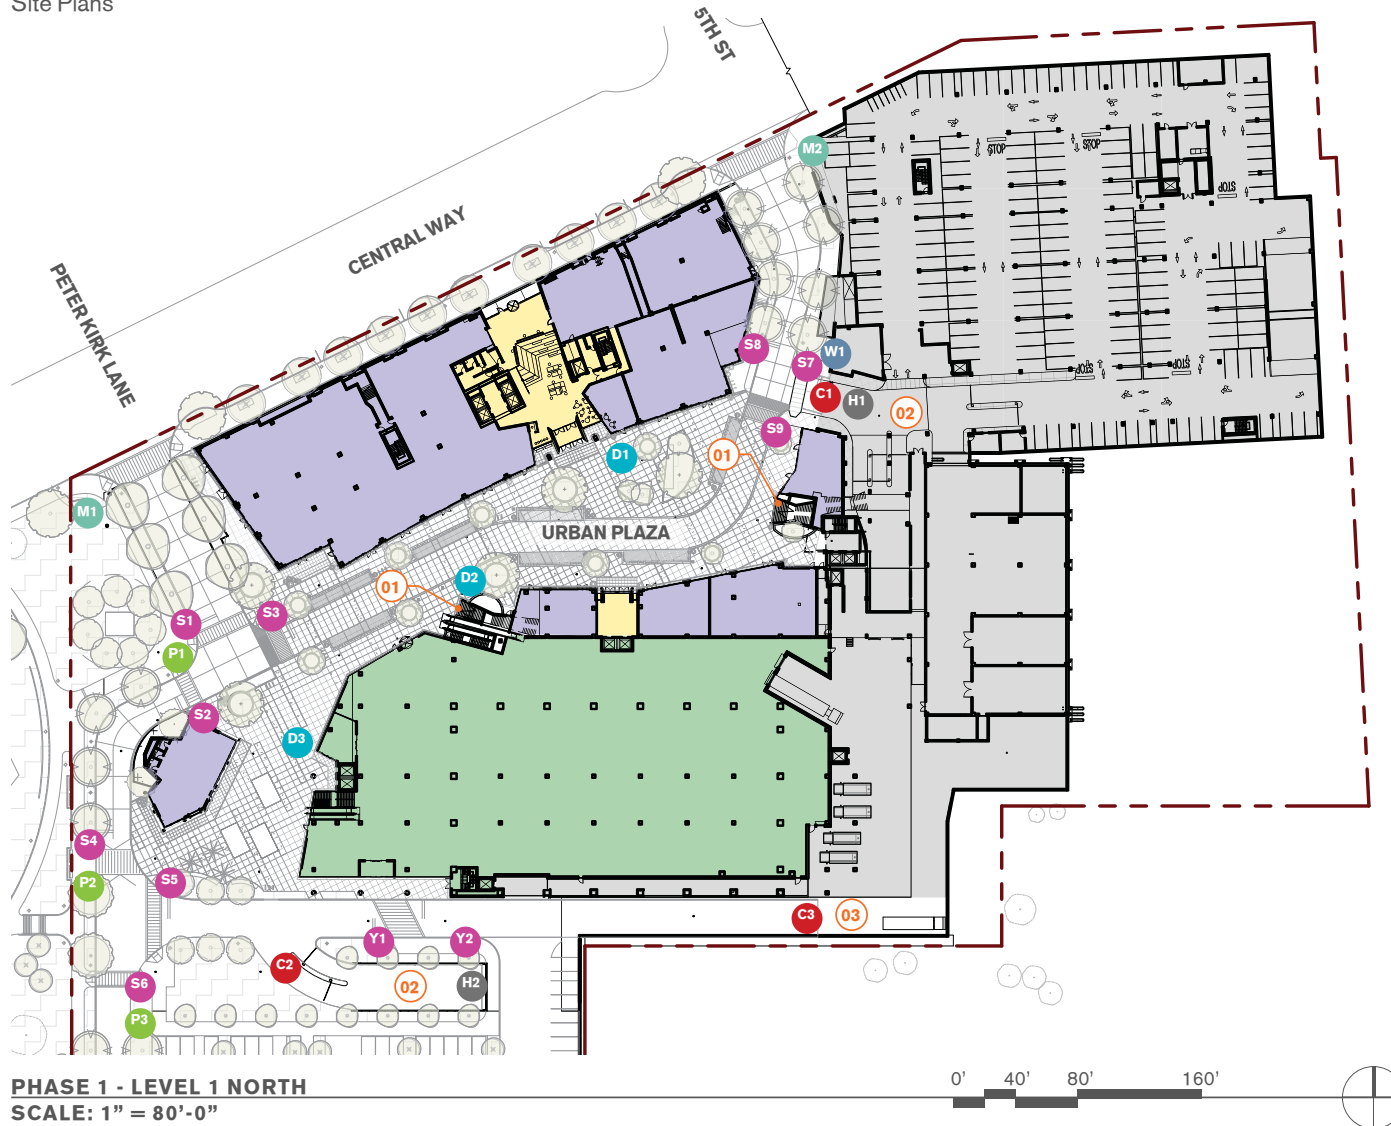 Site Plans
5TH ST
CENTRAL WAY
PETER KIRK LANE
M2
STOP
STOP
STOP
STOP
STOP
S8
S7
W1
C1
H1
02
S9
D1
01
M1
URBAN PLAZA
01
D2
S3
S1
P1
S2
D3
S4
P2
S5
C3
03
Y1
Y2
C2
02
H2
S6
P3
PHASE 1 - LEVEL 1 NORTH
SCALE: 1" = 80'-0"
0' 40' 80' 160'